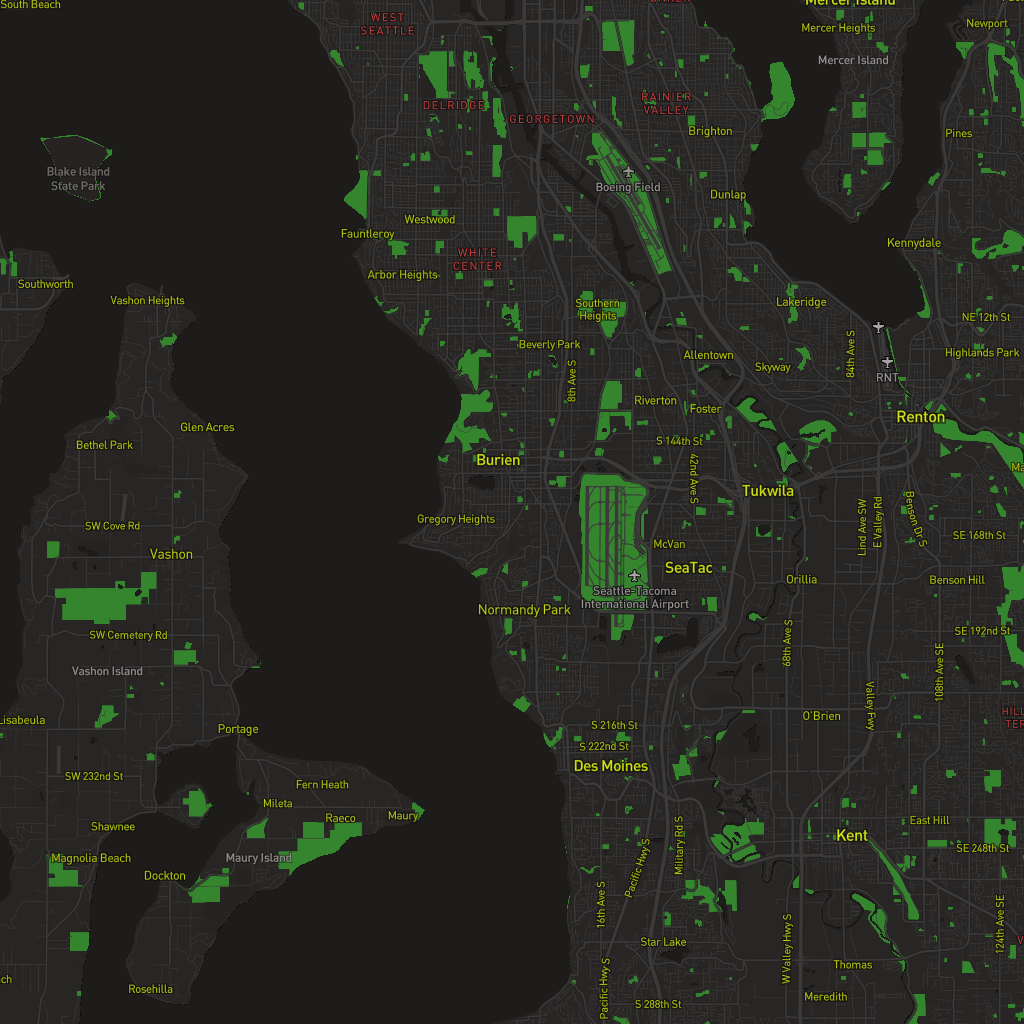 South Beach
WEST
SEATTLE
Mercer Island
Mercer Heights
Newport
Mercer Island
DELRIDGE
GEORGETOWN
RAINIER
VALLEY
Brighton
Pines
Blake Island
State Park
Boeing Field
Dunlap
Westwood
Fauntleroy
Kennydale
WHITE
CENTER
Arbor Heights
Southworth
Vashon Heights
Southern
Heights
Lakeridge
NE 12th St
Beverly Park
Allentown
Skyway
84th Ave S
Highlands Park
8th Ave S
RNT
Riverton
Foster
Renton
Glen Acres
Bethel Park
S 144th St
Burien
42nd Ave S
Tukwila
Gregory Heights
SW Cove Rd
Lind Ave SW
E Valley Rd
Benson Dr S
SE 168th St
Vashon
McVan
SeaTac
Seattle-Tacoma
International Airport
Orillia
Benson Hill
Normandy Park
SW Cemetery Rd
68th Ave S
SE 192nd St
Vashon Island
108th Ave SE
Valley Fwy
Lisabeula
Portage
S 216th St
O'Brien
S 222nd St
Des Moines
SW 232nd St
Fern Heath
Mileta
Raeco
Maury
Shawnee
Military Rd S
Kent
East Hill
SE 248th St
Magnolia Beach
Maury Island
Dockton
Pacific Hwy S
16th Ave S
124th Ave SE
W Valley Hwy S
Star Lake
Thomas
Rosehilla
Pacific Hwy S
S 288th St
Meredith